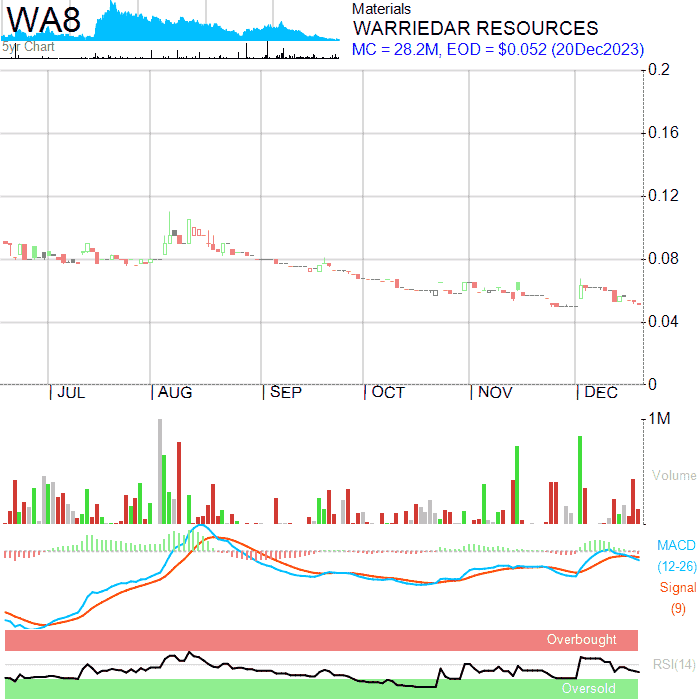 WA8
5yr Chart
Materials
WARRIEDAR RESOURCES
MC = 28.2M, EOD = $0.052 (20Dec2023)
0.2
0.16
0.12
0.08
0.04
0
JUL AUG SEP OCT NOV DEC
1M
Volume
MACD
(12-26)
Signal
(9)
Overbought
RSI(14)
Oversold